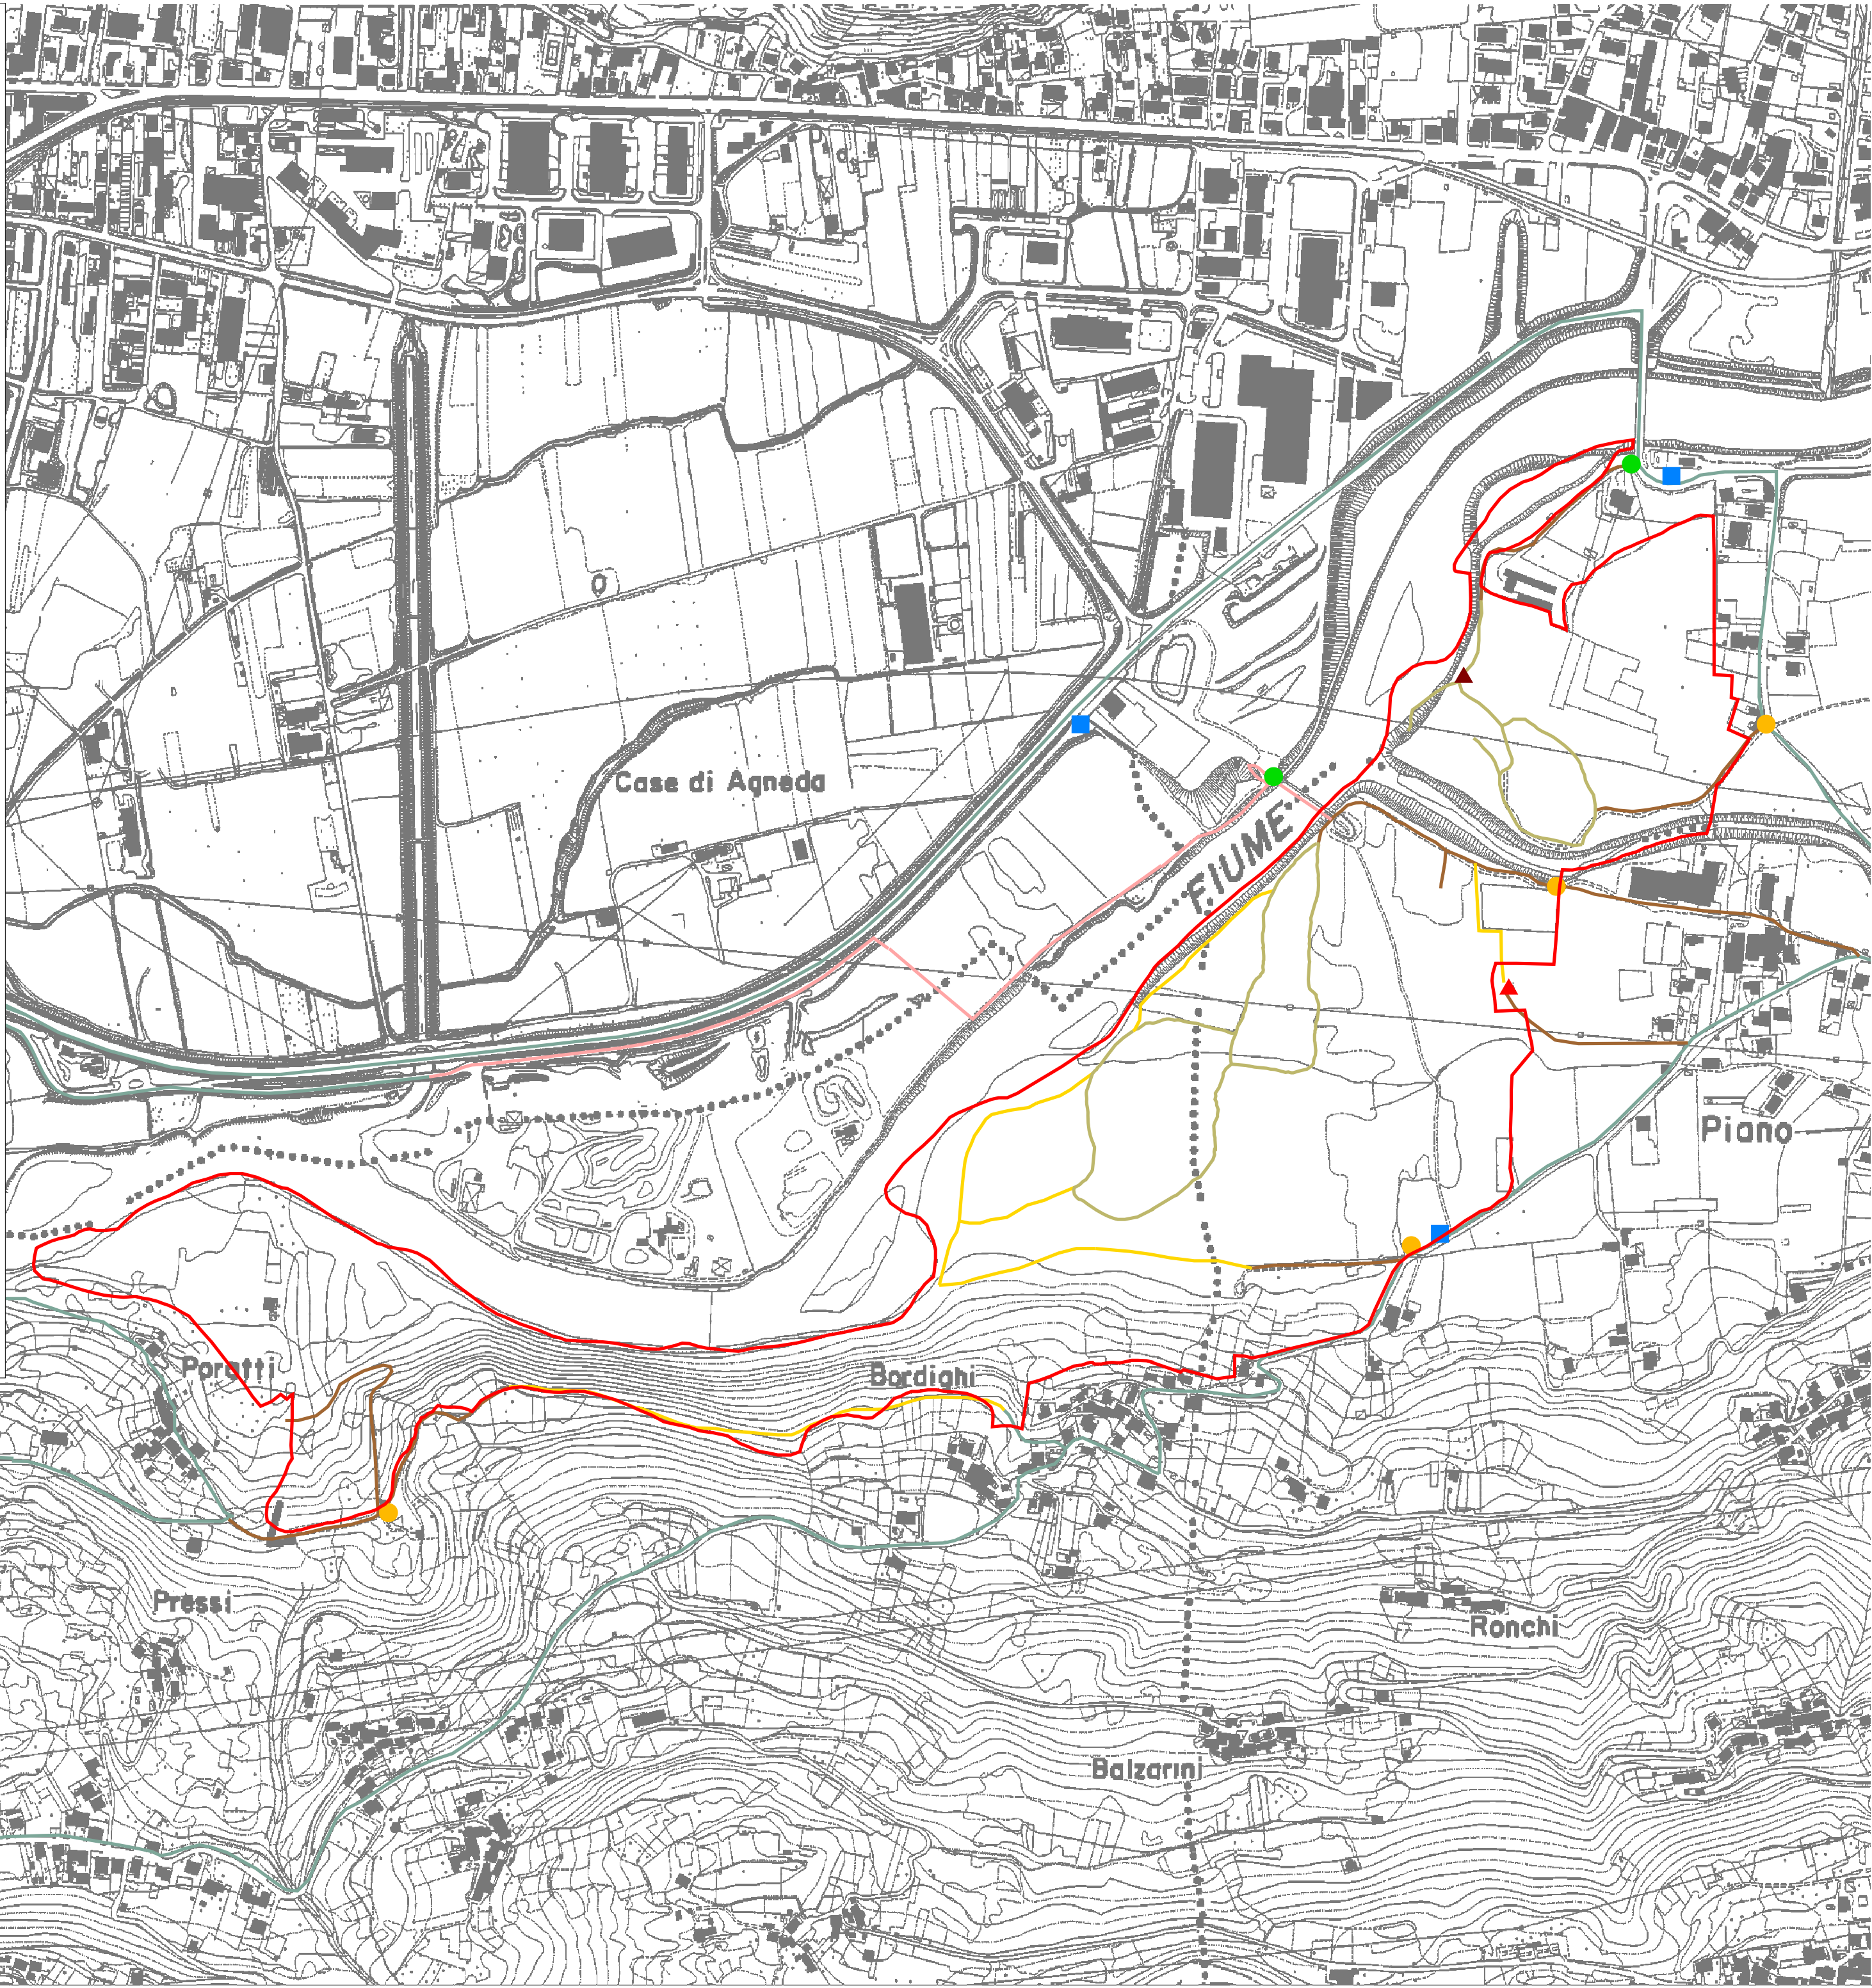 Case di Agneda
FIUME
Piano
Poratti
Bordighi
Pressi
Ronchi
Balzarini